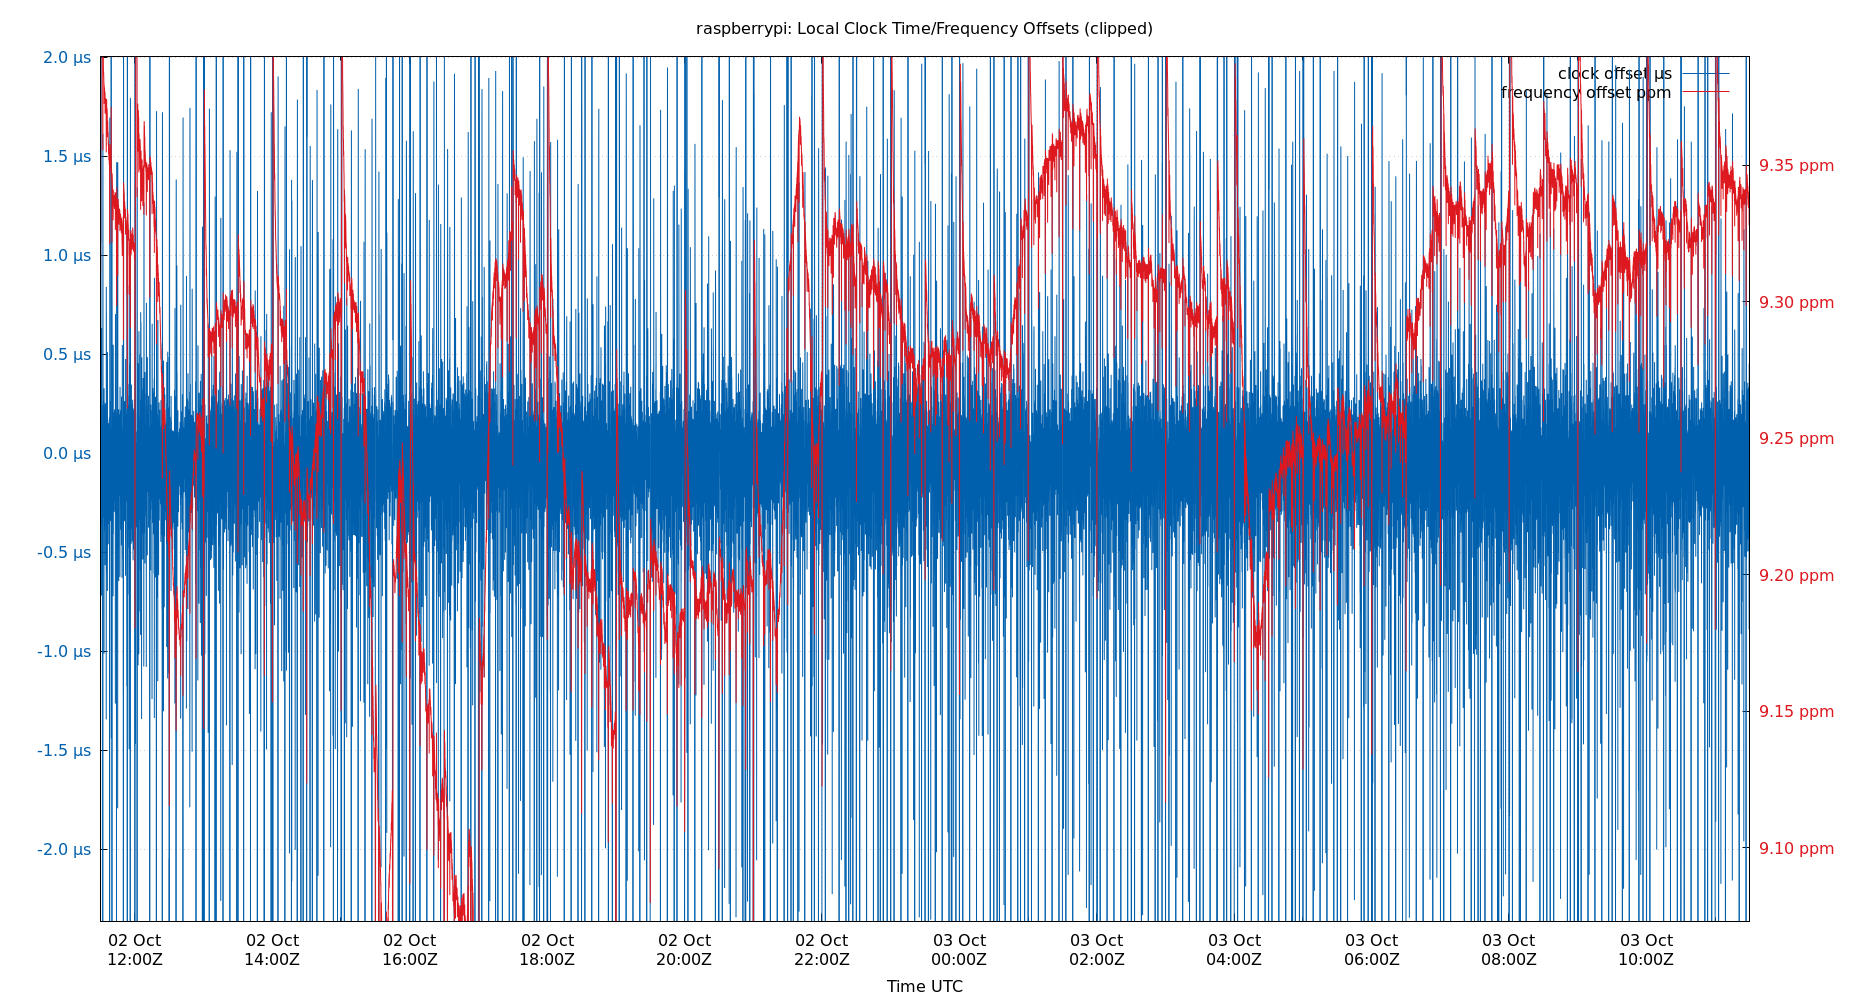 raspberrypi: Local Clock Time/Frequency Offsets (clipped)
clock offset µs
frequency offset ppm
2.0 µs
1.5 µs
1.0 µs
0.5 µs
0.0 µs
-0.5 µs
-1.0 µs
-1.5 µs
-2.0 µs
9.35 ppm
9.30 ppm
9.25 ppm
9.20 ppm
9.15 ppm
9.10 ppm
02 Oct 02 Oct 02 Oct 02 Oct 02 Oct 02 Oct 03 Oct 03 Oct 03 Oct 03 Oct 03 Oct 03 Oct
12:00Z 14:00Z 16:00Z 18:00Z 20:00Z 22:00Z 00:00Z 02:00Z 04:00Z 06:00Z 08:00Z 10:00Z
Time UTC